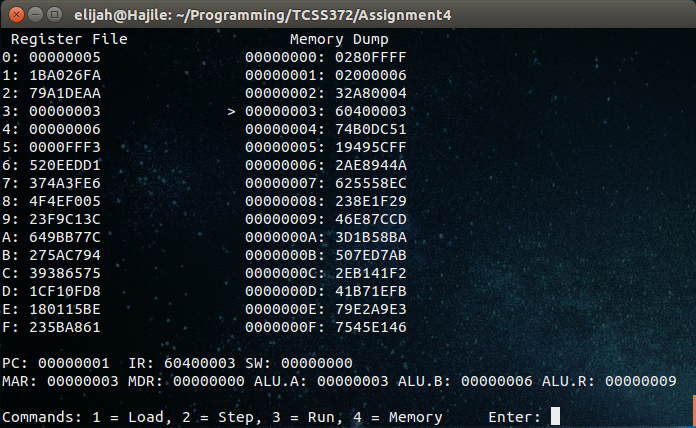 elijah@Hajile: ~/Programming/TCSS372/Assignment4
Register File Memory Dump
0: 00000005 00000000: 0280FFFF
1: 1BA026FA 00000001: 02000006
2: 79A1DEAA 00000002: 32A80004
3: 00000003 > 00000003: 60400003
4: 00000006 00000004: 74B0DC51
5: 0000FFF3 00000005: 19495CFF
6: 520EEDD1 00000006: 2AE8944A
7: 374A3FE6 00000007: 625558EC
8: 4F4EF005 00000008: 238E1F29
9: 23F9C13C 00000009: 46E87CCD
A: 649BB77C 0000000A: 3D1B58BA
B: 275AC794 0000000B: 507ED7AB
C: 39386575 0000000C: 2EB141F2
D: 1CF10FD8 0000000D: 41B71EFB
E: 180115BE 0000000E: 79E2A9E3
F: 235BA861 0000000F: 7545E146
PC: 00000001 IR: 60400003 SW: 00000000
MAR: 00000003 MDR: 00000000 ALU.A: 00000003 ALU.B: 00000006 ALU.R: 00000009
Commands: 1 = Load, 2 = Step, 3 = Run, 4 = Memory Enter: